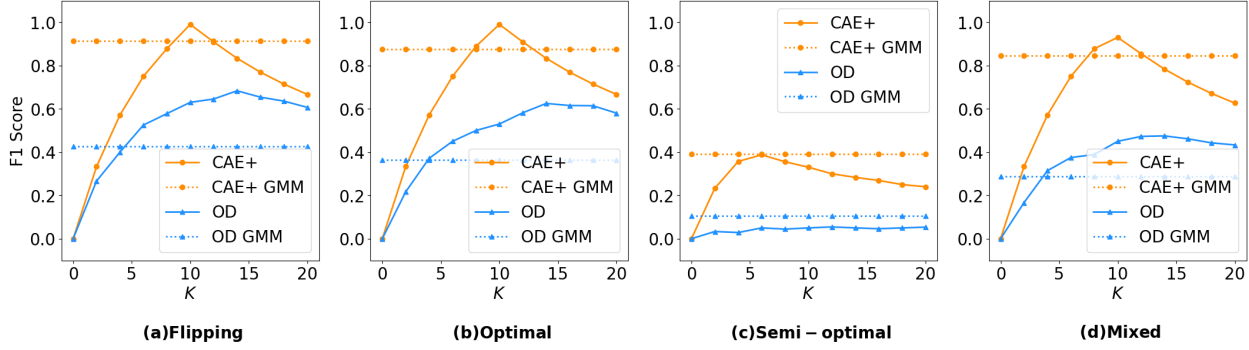 F1 Score
1.0
0.8
0.6
0.4
0.2
0.0
0 5 10 15 20
K
CAE+
CAE+ GMM
OD
OD GMM
(a)Flipping
1.0
0.8
0.6
0.4
0.2
0.0
0 5 10 15 20
K
CAE+
CAE+ GMM
OD
OD GMM
(b)Optimal
1.0
0.8
0.6
0.4
0.2
0.0
0 5 10 15 20
K
CAE+
CAE+ GMM
OD
OD GMM
(c)Semi−optimal
1.0
0.8
0.6
0.4
0.2
0.0
0 5 10 15 20
K
CAE+
CAE+ GMM
OD
OD GMM
(d)Mixed